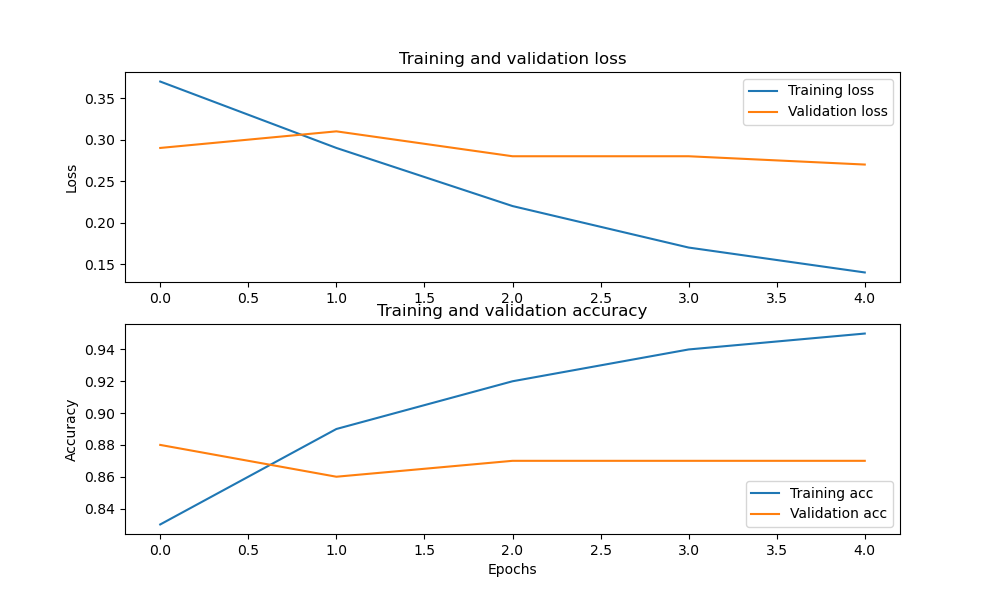 Training and validation loss
0.35
0.30
0.25
0.20
0.15
Loss
Training loss
Validation loss
0.0 0.5 1.0 1.5 2.0 2.5 3.0 3.5 4.0
Training and validation accuracy
0.94
0.92
0.90
0.88
0.86
0.84
Accuracy
Training acc
Validation acc
0.0 0.5 1.0 1.5 2.0 2.5 3.0 3.5 4.0
Epochs